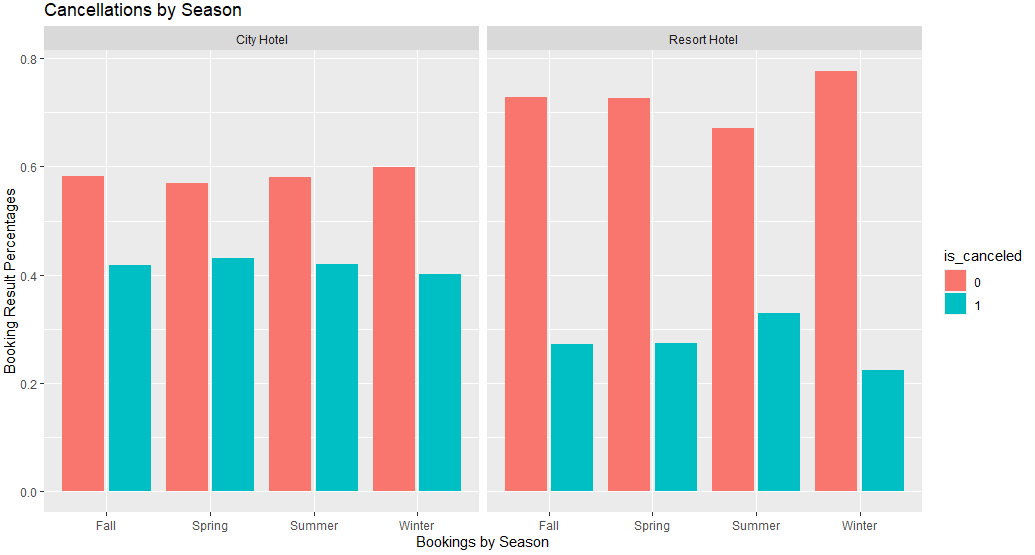 Cancellations by Season
City Hotel
Resort Hotel
Booking Result Percentages
0.8
0.6
0.4
0.2
0.0
Fall Spring Summer Winter
Fall Spring Summer Winter
Bookings by Season
is_canceled
0
1